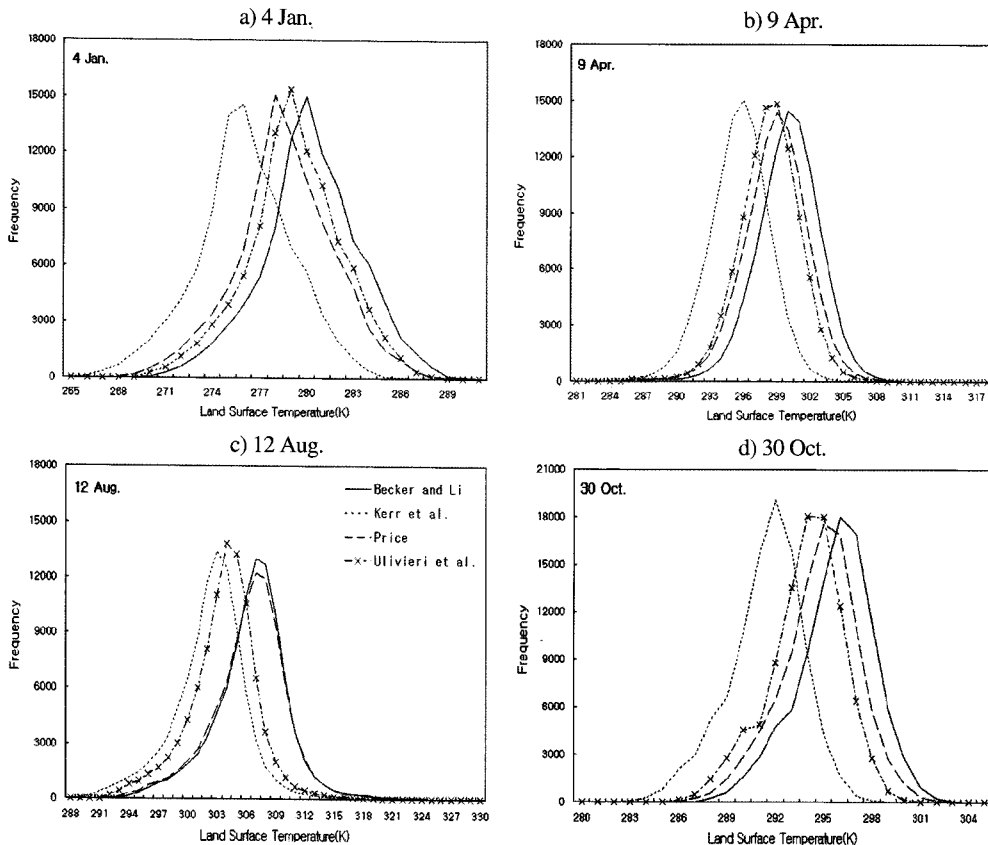 a) 4 Jan.
b) 9 Apr.
18000
15000
12000
9000
6000
3000
0
4 Jan.
Frequency
265 268 271 274 277 280 283 286 289
Land Surface Temperature(K)
18000
15000
12000
9000
6000
3000
0
9 Apr.
Frequency
281 284 287 290 293 296 299 302 305 308 311 314 317
Land Surface Temperature(K)
c) 12 Aug.
d) 30 Oct.
18000
15000
12000
9000
6000
3000
0
12 Aug.
Becker and Li
Kerr et al.
Price
Ulivieri et al.
Frequency
288 291 294 297 300 303 306 309 312 315 318 321 324 327 330
Land Surface Temperature(K)
21000
18000
15000
12000
9000
6000
3000
0
30 Oct.
Frequency
280 283 286 289 292 295 298 301 304
Land Surface Temperature(K)